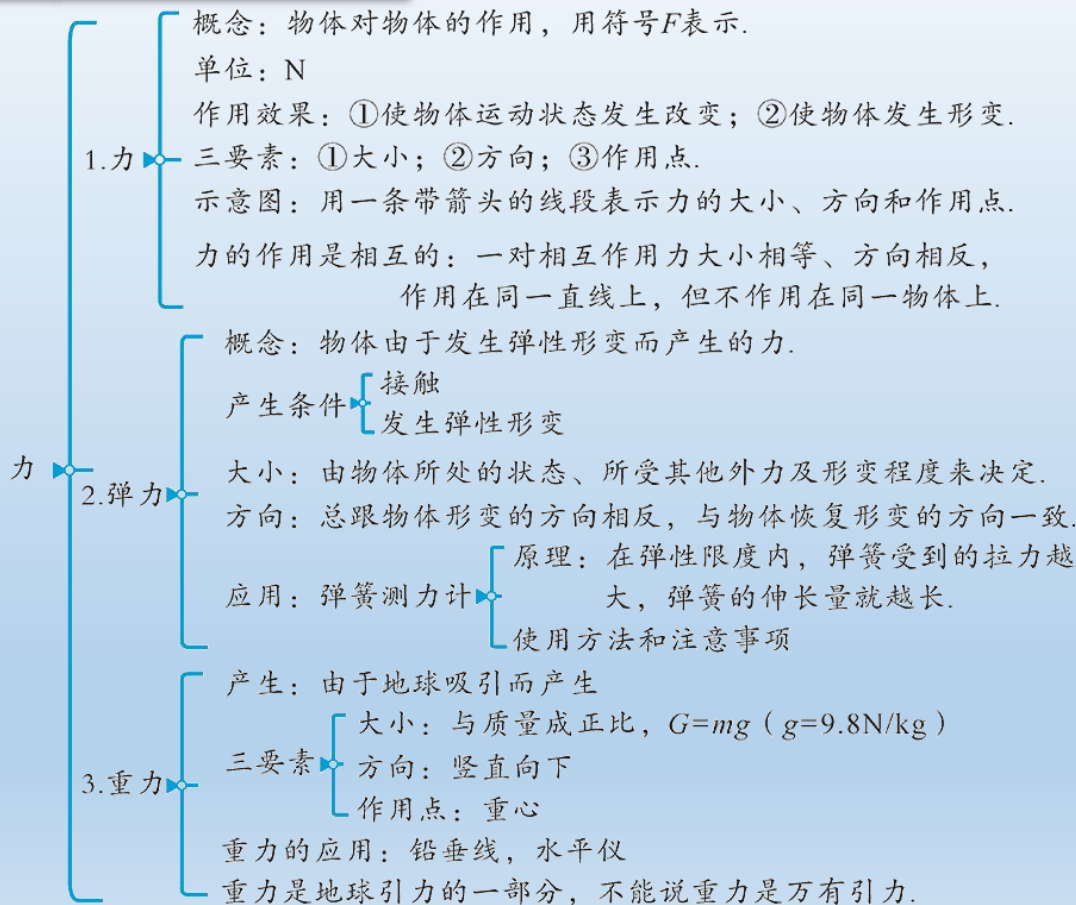 概念：物体对物体的作用，用符号F表示.
单位：N
作用效果：①使物体运动状态发生改变；②使物体发生形变.
1.力
三要素：①大小；②方向；③作用点.
示意图：用一条带箭头的线段表示力的大小、方向和作用点.
力的作用是相互的：一对相互作用力大小相等、方向相反，
作用在同一直线上，但不作用在同一物体上.
力
2.弹力
概念：物体由于发生弹性形变而产生的力.
产生条件
接触
发生弹性形变
大小：由物体所处的状态、所受其他外力及形变程度来决定.
方向：总跟物体形变的方向相反，与物体恢复形变的方向一致.
应用：弹簧测力计
原理：在弹性限度内，弹簧受到的拉力越
大，弹簧的伸长量就越长.
使用方法和注意事项
3.重力
产生：由于地球吸引而产生
三要素
大小：与质量成正比，G=mg（g=9.8N/kg）
方向：竖直向下
作用点：重心
重力的应用：铅垂线，水平仪
重力是地球引力的一部分，不能说重力是万有引力.